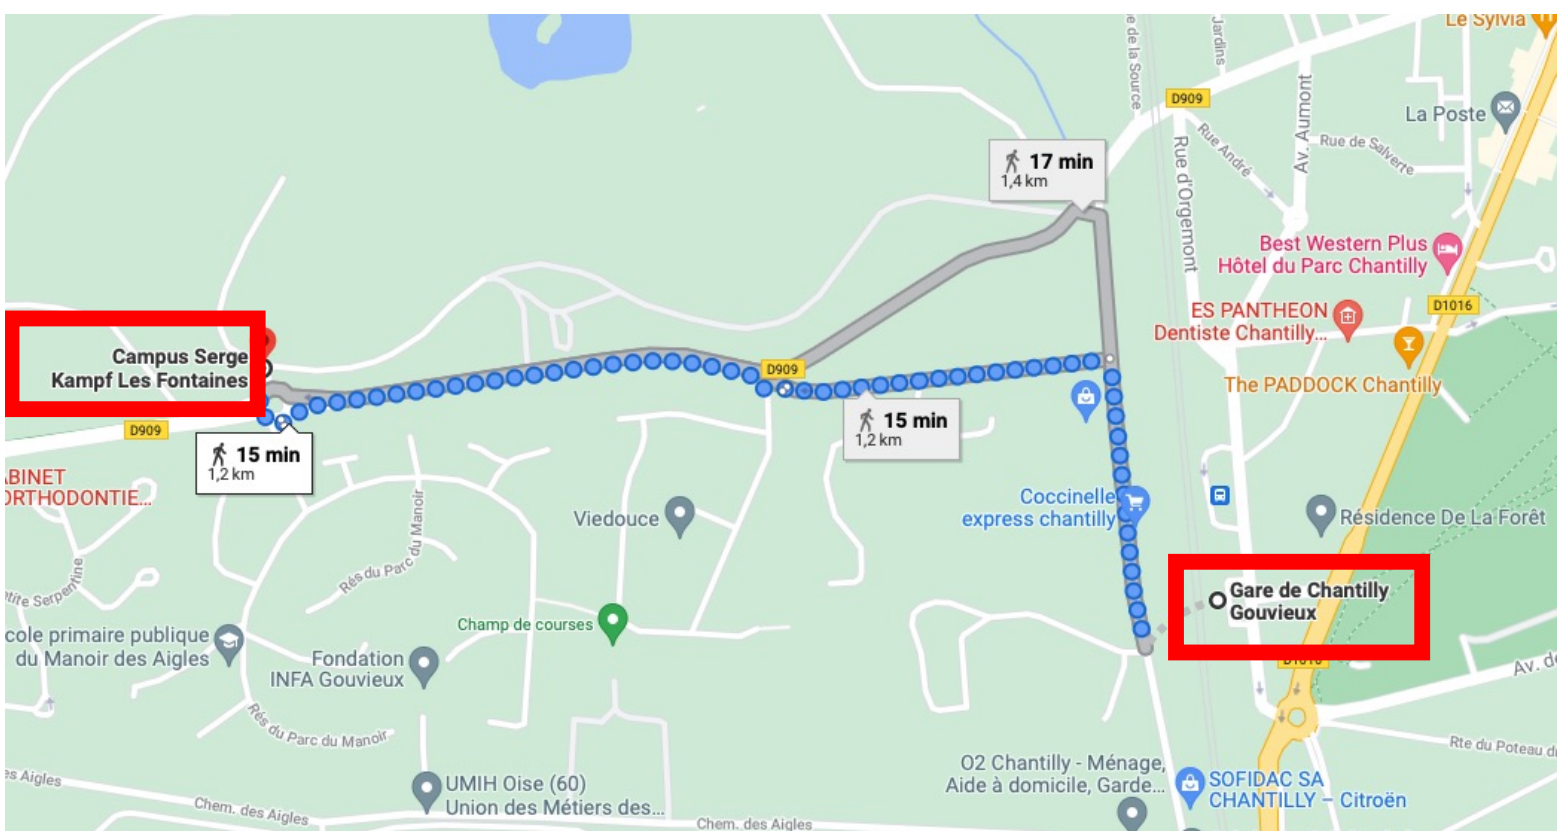 Le Sylvia
e de la Source
Jardins
D909
La Poste
Av. Aumont
Rue André
Rue de Salverte
Rue d'Orgemont
17 min
1,4 km
Best Western Plus
Hôtel du Parc Chantilly
D1016
ES PANTHEON
Dentiste Chantilly...
The PADDOCK Chantilly
Campus Serge
Kampf Les Fontaines
D909
D909
15 min
1,2 km
15 min
1,2 km
ABINET
ORTHODONTIE...
Rés du Parc du Manoir
Viedouce
Coccinelle
express chantilly
Résidence De La Forêt
Gare de Chantilly
Gouvieux
D1016
etite Serpentine
cole primaire publique
du Manoir des Aigles
Champ de courses
Fondation
INFA Gouvieux
Av. de
Rés du Parc du Manoir
Rte du Poteau d
es Aigles
Chem. des Aigles
UMIH Oise (60)
Union des Métiers des...
O2 Chantilly - Ménage,
Aide à domicile, Garde...
SOFIDAC SA
CHANTILLY – Citroën
Chem. des Aigles